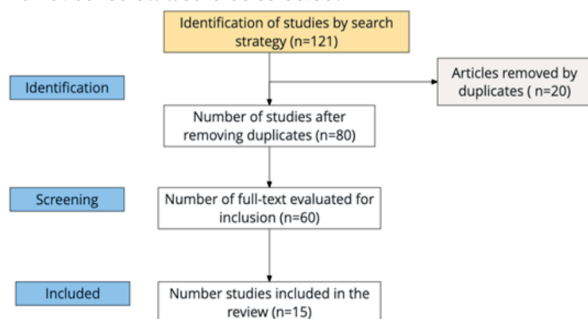 Identification of studies by search
strategy (n=121)
Articles removed by
duplicates ( n=20)
Identification
Number of studies after
removing duplicates (n=80)
Screening
Number of full-text evaluated for
inclusion (n=60)
Included
Number studies included in the
review (n=15)